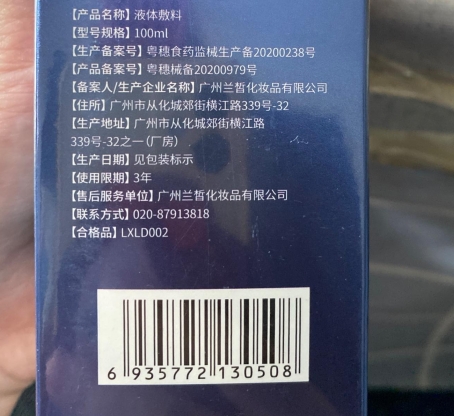 【产品名称】液体敷料
【型号规格】100ml
【生产备案号】粤穗食药监械生产备20200238号
【产品备案号】粤穗械备20200979号
【备案人/生产企业名称】广州兰皙化妆品有限公司
【住所】广州市从化城郊街横江路339号-32
【生产地址】广州市从化城郊街横江路
339号-32之一（厂房）
【生产日期】见包装标示
【使用限期】3年
【售后服务单位】广州兰皙化妆品有限公司
【联系方式】020-87913818
【合格品】LXLD002
6 935772 130508